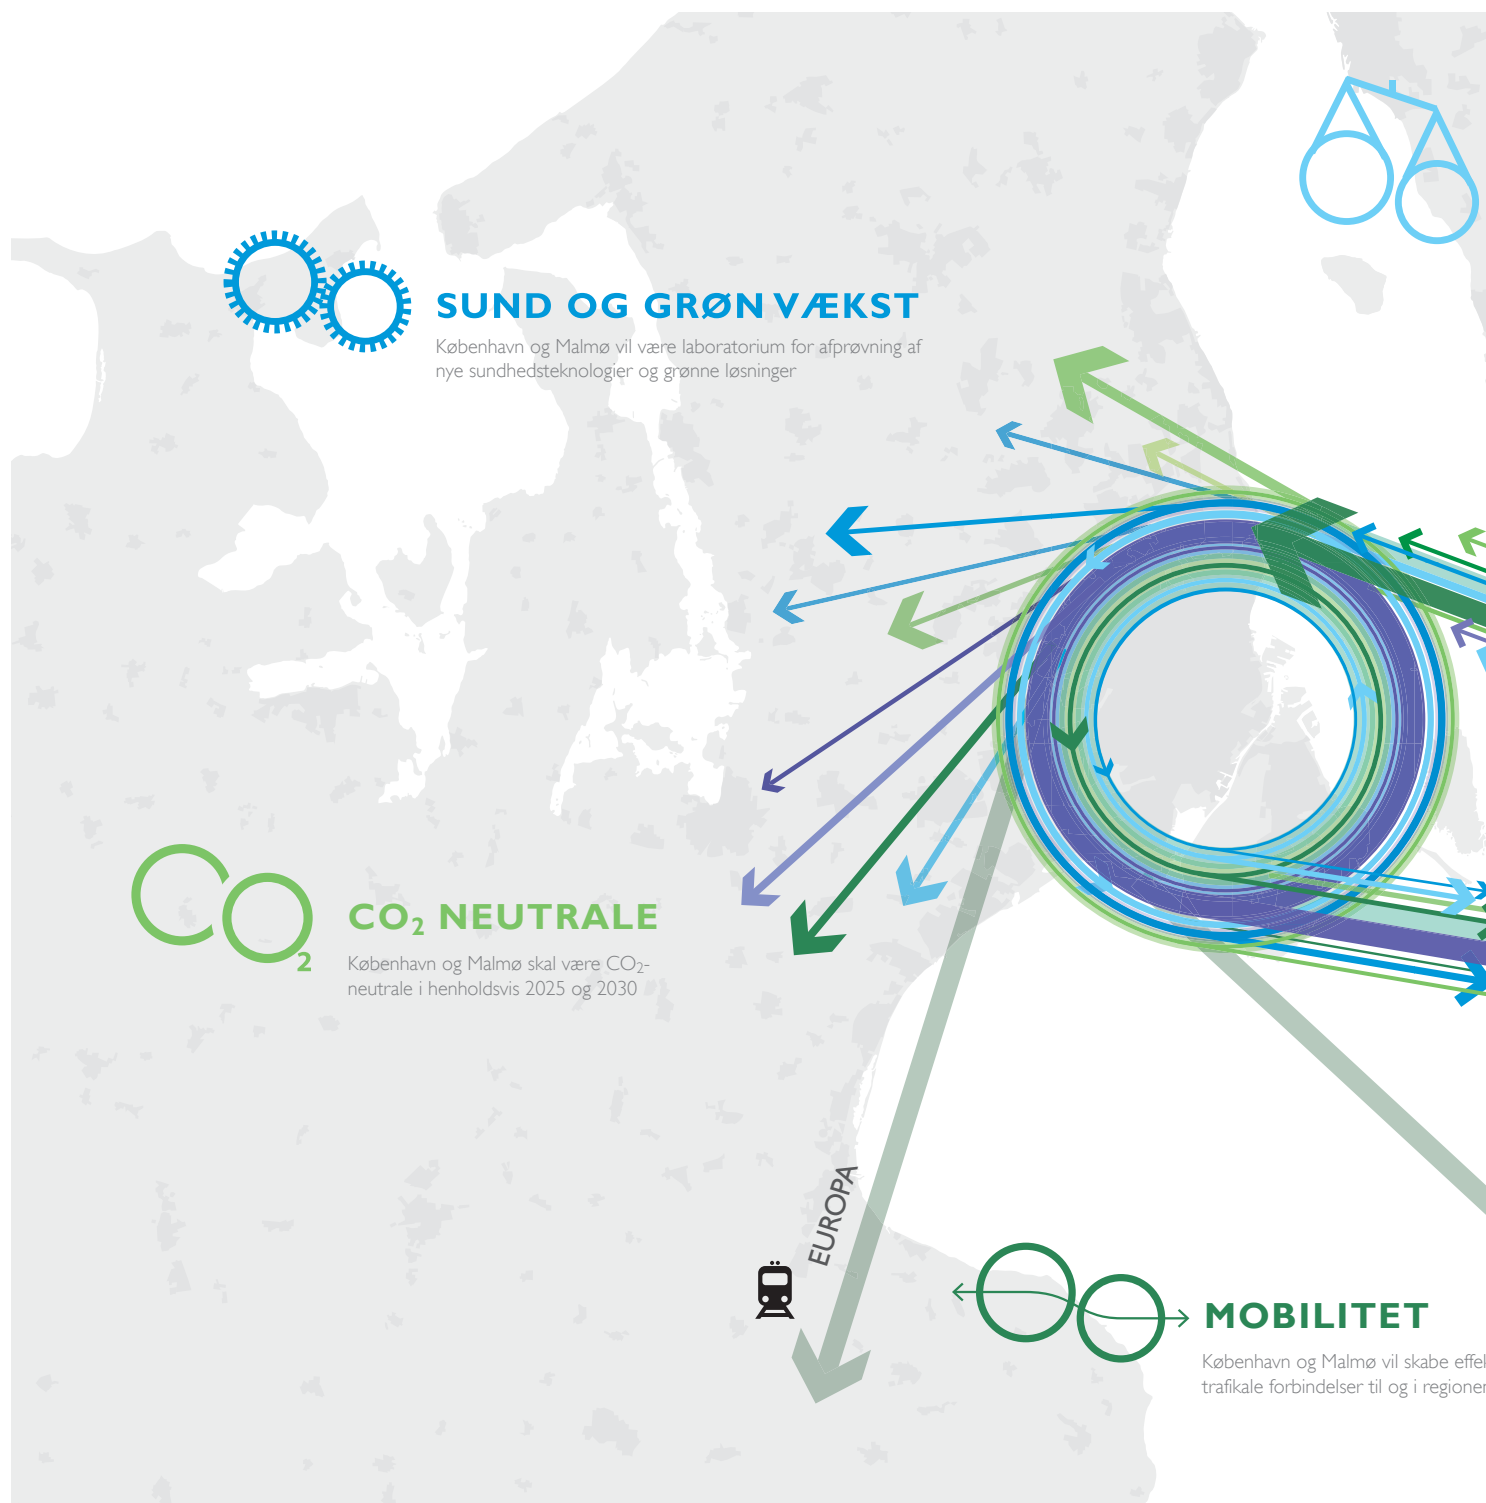 SUND OG GRØN VÆKST
København og Malmø vil være laboratorium for afprøvning af
nye sundhedsteknologier og grønne løsninger
CO₂ NEUTRALE
2
København og Malmø skal være CO₂-
neutrale i henholdsvis 2025 og 2030
EUROPA
MOBILITET
København og Malmø vil skabe
trafikale forbindelser til og i